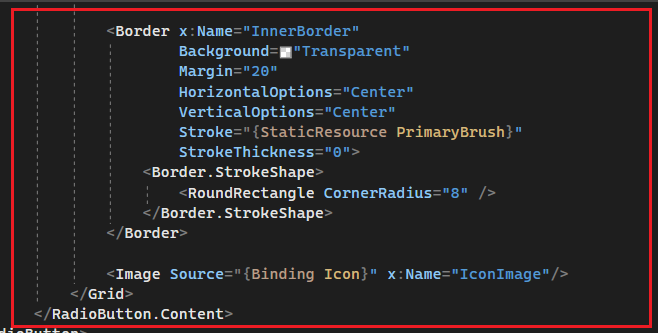 <Border x:Name="InnerBorder"
Background="Transparent"
Margin="20"
HorizontalOptions="Center"
VerticalOptions="Center"
Stroke="{StaticResource PrimaryBrush}"
StrokeThickness="0">
<Border.StrokeShape>
<RoundRectangle CornerRadius="8" />
</Border.StrokeShape>
</Border>
<Image Source="{Binding Icon}" x:Name="IconImage"/>
</Grid>
</RadioButton.Content>